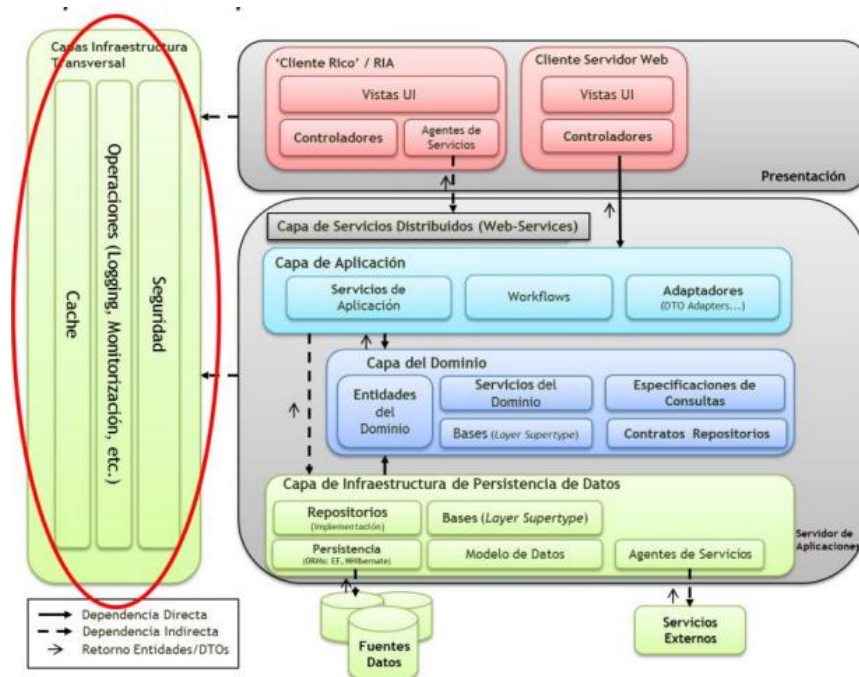 Capas Infraestructura
Transversal
Cache
Operaciones (Logging, Monitorización, etc.)
Seguridad
'Cliente Rico' / RIA
Vistas UI
Controladores
Agentes de
Servicios
Cliente Servidor Web
Vistas UI
Controladores
Presentación
Capa de Servicios Distribuidos (Web-Services)
Capa de Aplicación
Servicios de
Aplicación
Workflows
Adaptadores
(DTO Adapters...)
Capa del Dominio
Entidades
del
Dominio
Servicios del
Dominio
Especificaciones de
Consultas
Bases (Layer Supertype)
Contratos Repositorios
Capa de Infraestructura de Persistencia de Datos
Repositorios
(Implementación)
Bases (Layer Supertype)
Persistencia
(ORMs: EF, NHibernate)
Modelo de Datos
Agentes de Servicios
Servidor de
Aplicaciones
Fuentes
Datos
Servicios
Externos
Dependencia Directa
Dependencia Indirecta
Retorno Entidades/DTOs